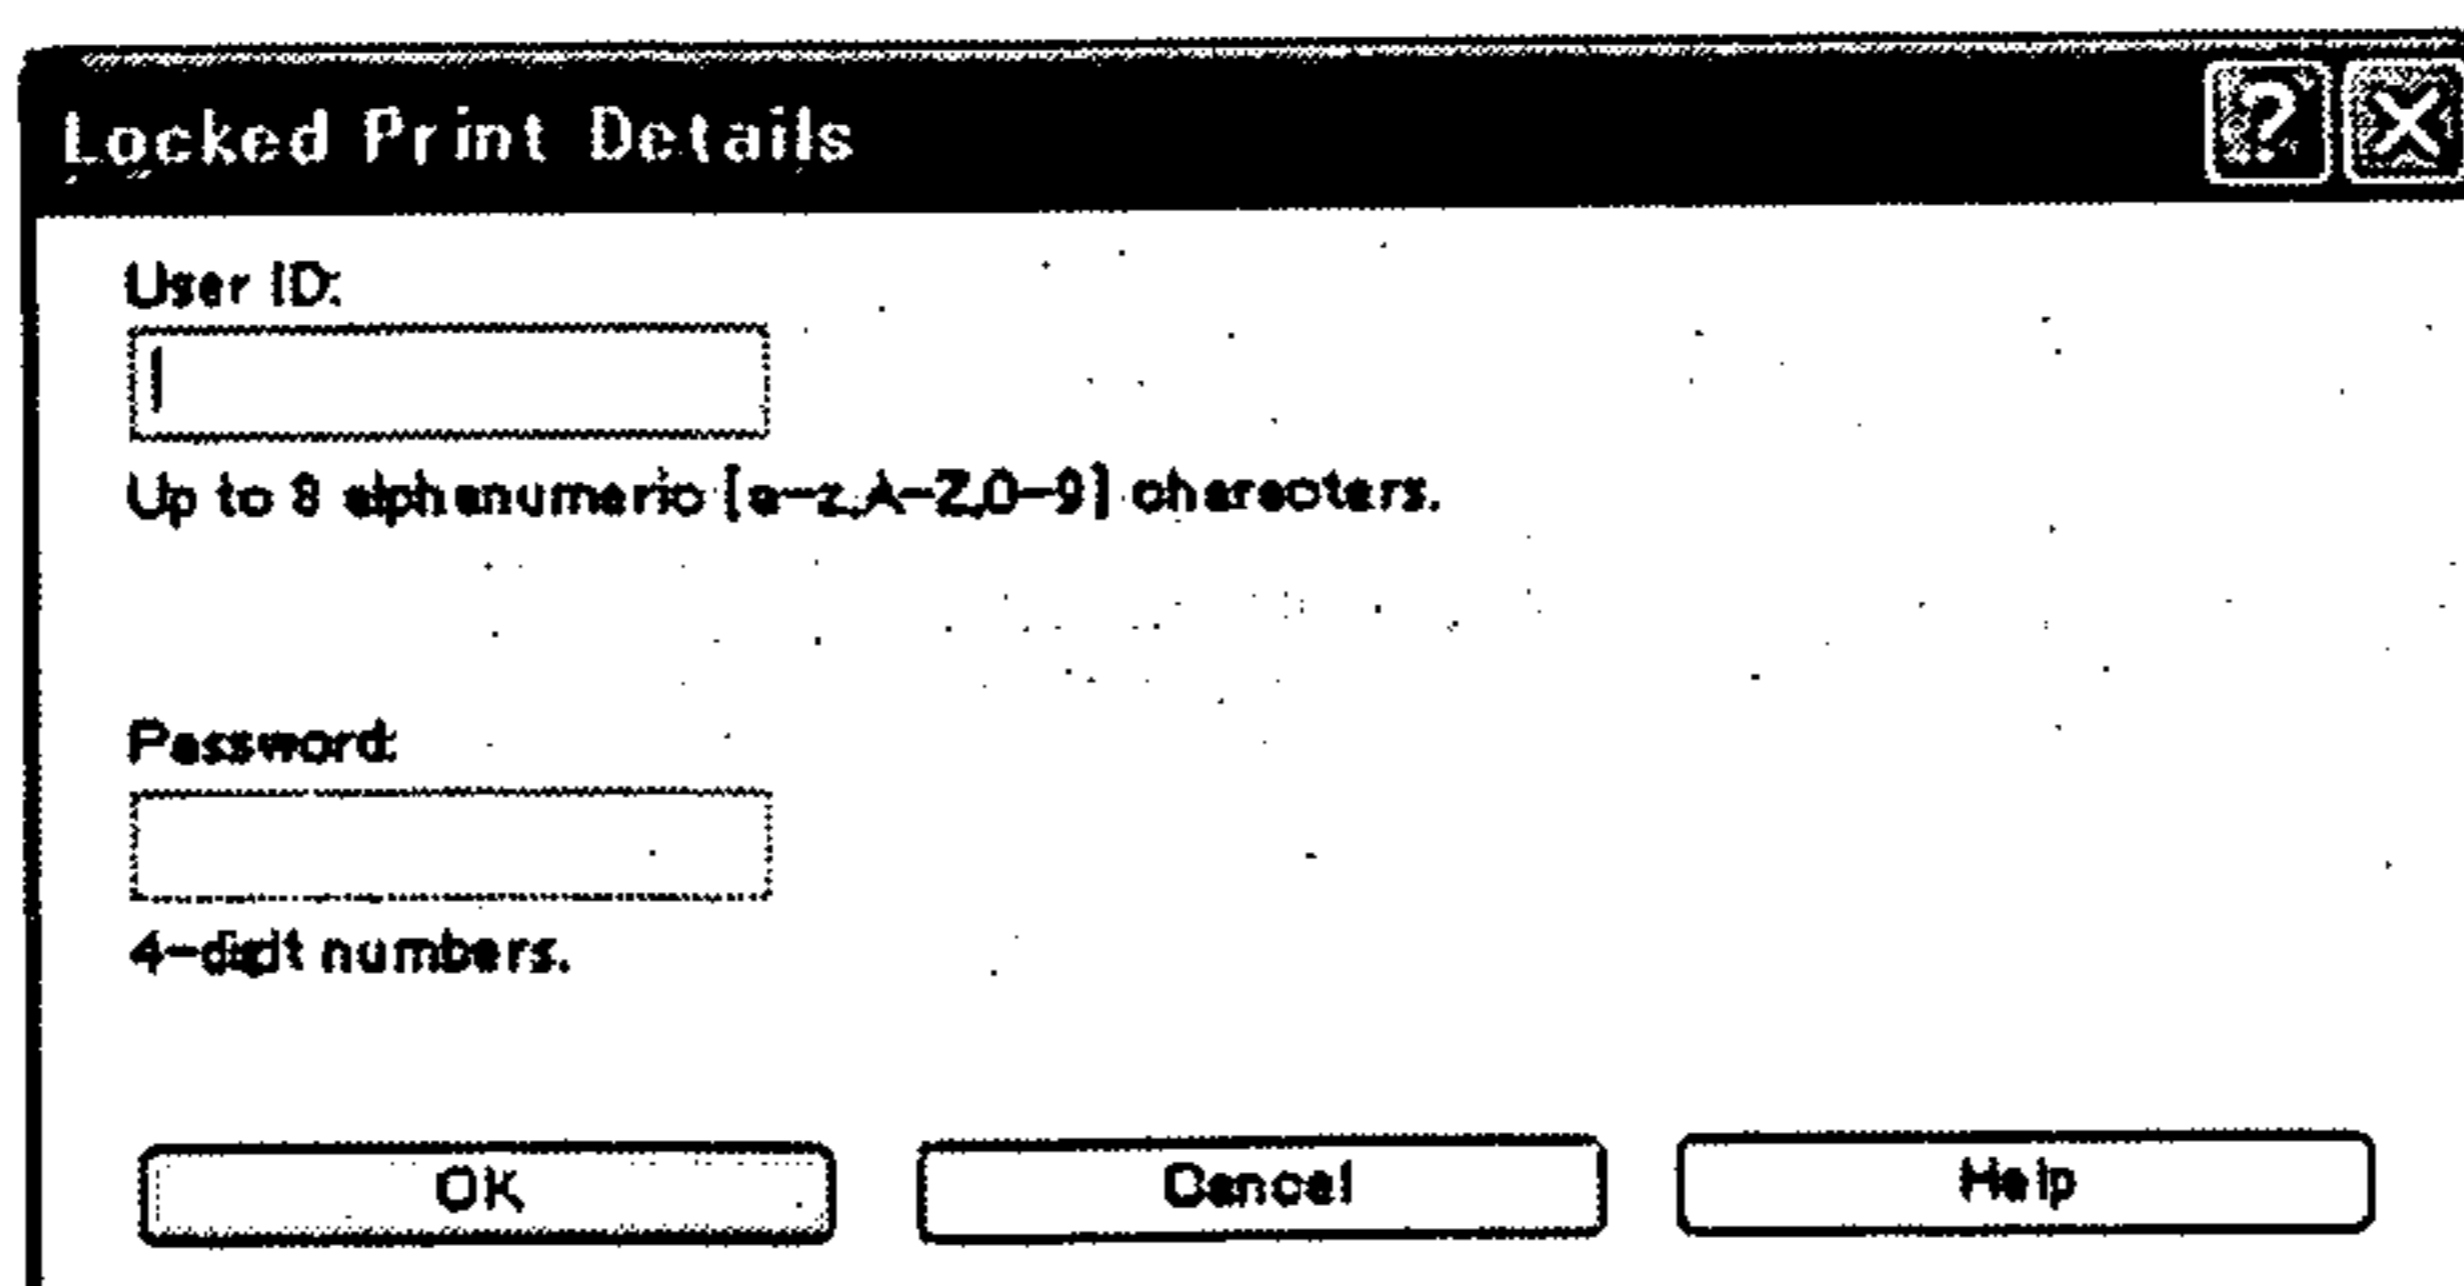 Locked Print Details
User ID:
Up to 8 alphanumeric [a-z,A-Z,0-9] characters.
Password:
4-digit numbers.
OK Cancel Help